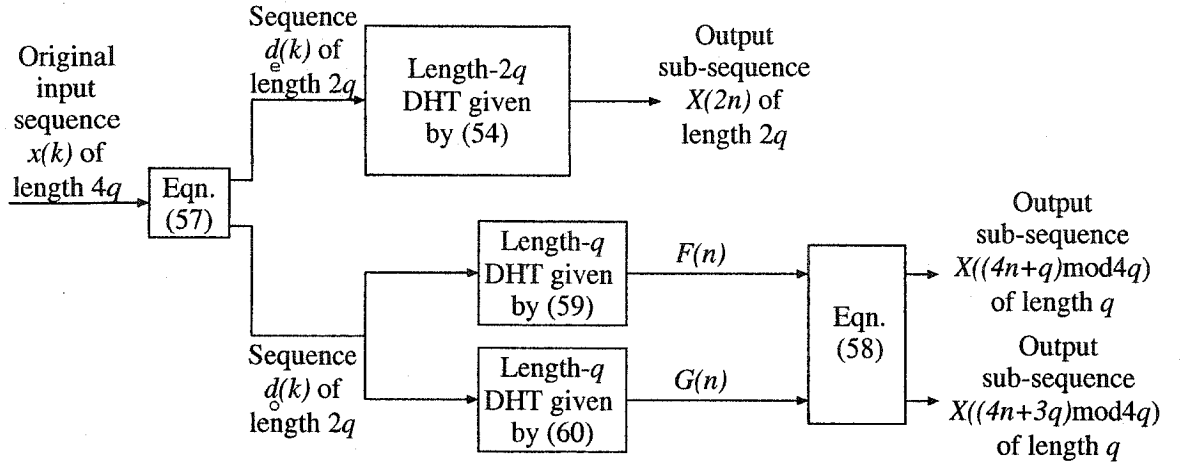 Original
input
sequence
x(k) of
length 4q
Eqn.
(57)
Sequence
d(k) of
e
length 2q
Length-2q
DHT given
by (54)
Output
sub-sequence
X(2n) of
length 2q
Sequence
d(k) of
o
length 2q
Length-q
DHT given
by (59)
F(n)
Length-q
DHT given
by (60)
G(n)
Eqn.
(58)
Output
sub-sequence
X((4n+q)mod4q)
of length q
Output
sub-sequence
X((4n+3q)mod4q)
of length q